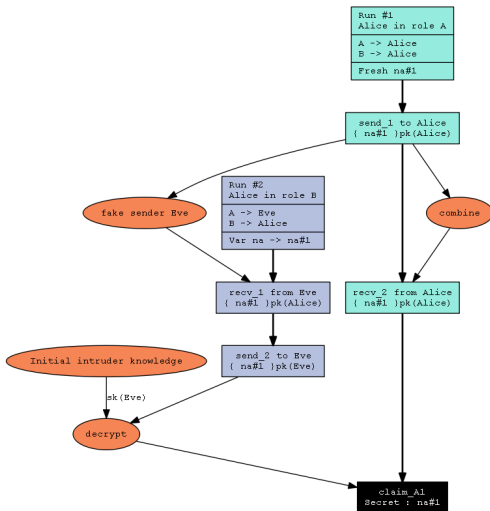 Run #1
Alice in role A
A -> Alice
B -> Alice
Fresh na#1
send_1 to Alice
{ na#1 }pk(Alice)
Run #2
Alice in role B
A -> Eve
B -> Alice
Var na -> na#1
fake sender Eve
combine
recv_1 from Eve
{ na#1 }pk(Alice)
recv_2 from Alice
{ na#1 }pk(Alice)
Initial intruder knowledge
send_2 to Eve
{ na#1 }pk(Eve)
sk(Eve)
decrypt
claim_A1
Secret : na#1